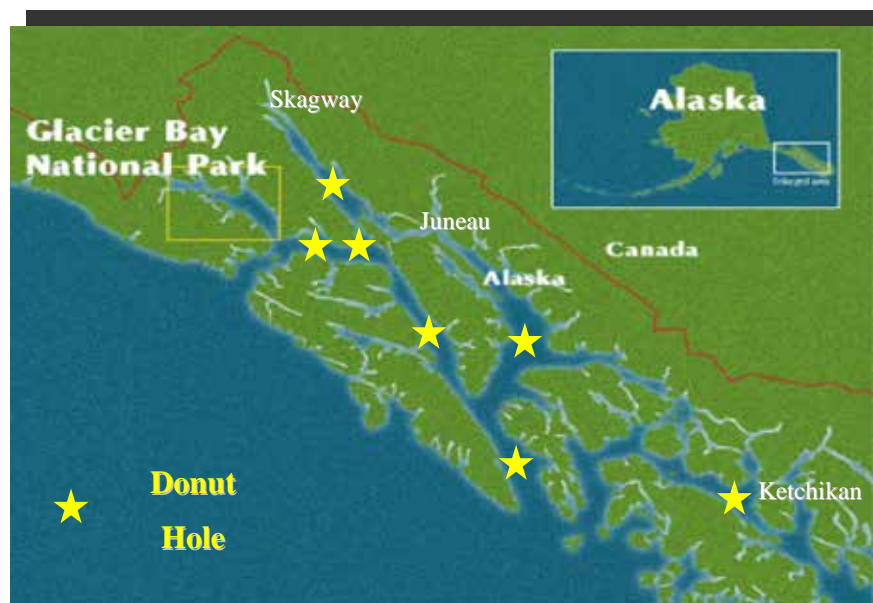 Skagway
Alaska
Glacier Bay
National Park
Juneau
Canada
Alaska
Donut
Ketchikan
Hole